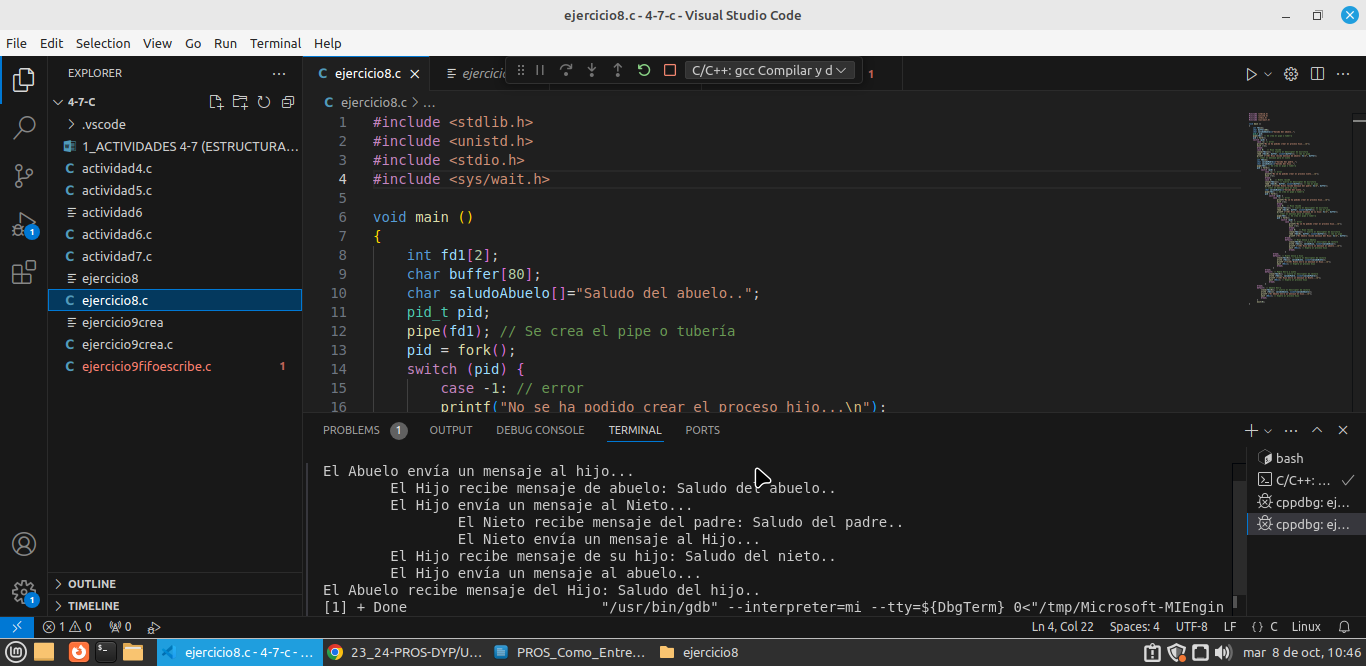 ejercicio8.c - 4-7-c - Visual Studio Code
File Edit Selection View Go Run Terminal Help
EXPLORER
4-7-C
.vscode
1_ACTIVIDADES 4-7 (ESTRUCTURA...
C actividad4.c
C actividad5.c
actividad6
C actividad6.c
C actividad7.c
ejercicio8
C ejercicio8.c
ejercicio9crea
C ejercicio9crea.c
C ejercicio9fifoescribe.c 1
OUTLINE
TIMELINE
1
1
C ejercicio8.c
ejercicic
C/C++: gcc Compilar y d
1
C ejercicio8.c > ...
1 #include <stdlib.h>
2 #include <unistd.h>
3 #include <stdio.h>
4 #include <sys/wait.h>
5
6 void main ()
7 {
8 int fd1[2];
9 char buffer[80];
10 char saludoAbuelo[]="Saludo del abuelo..";
11 pid_t pid;
12 pipe(fd1); // Se crea el pipe o tubería
13 pid = fork();
14 switch (pid) {
15 case -1: // error
16 printf("No se ha podido crear el proceso hijo...\n");
PROBLEMS 1 OUTPUT DEBUG CONSOLE TERMINAL PORTS
El Abuelo envía un mensaje al hijo...
El Hijo recibe mensaje de abuelo: Saludo del abuelo..
El Hijo envía un mensaje al Nieto...
El Nieto recibe mensaje del padre: Saludo del padre..
El Nieto envía un mensaje al Hijo...
El Hijo recibe mensaje de su hijo: Saludo del nieto..
El Hijo envía un mensaje al abuelo...
El Abuelo recibe mensaje del Hijo: Saludo del hijo..
[1] + Done "/usr/bin/gdb" --interpreter=mi --tty=${DbgTerm} 0<"/tmp/Microsoft-MIEngin
bash
C/C++: ...
cppdbg: ej...
cppdbg: ej...
1 0 0 Ln 4, Col 22 Spaces: 4 UTF-8 LF {} C Linux
ejercicio8.c - 4-7-c - ... 23_24-PROS-DYP/U... PROS_Como_Entre... ejercicio8 mar 8 de oct, 10:46